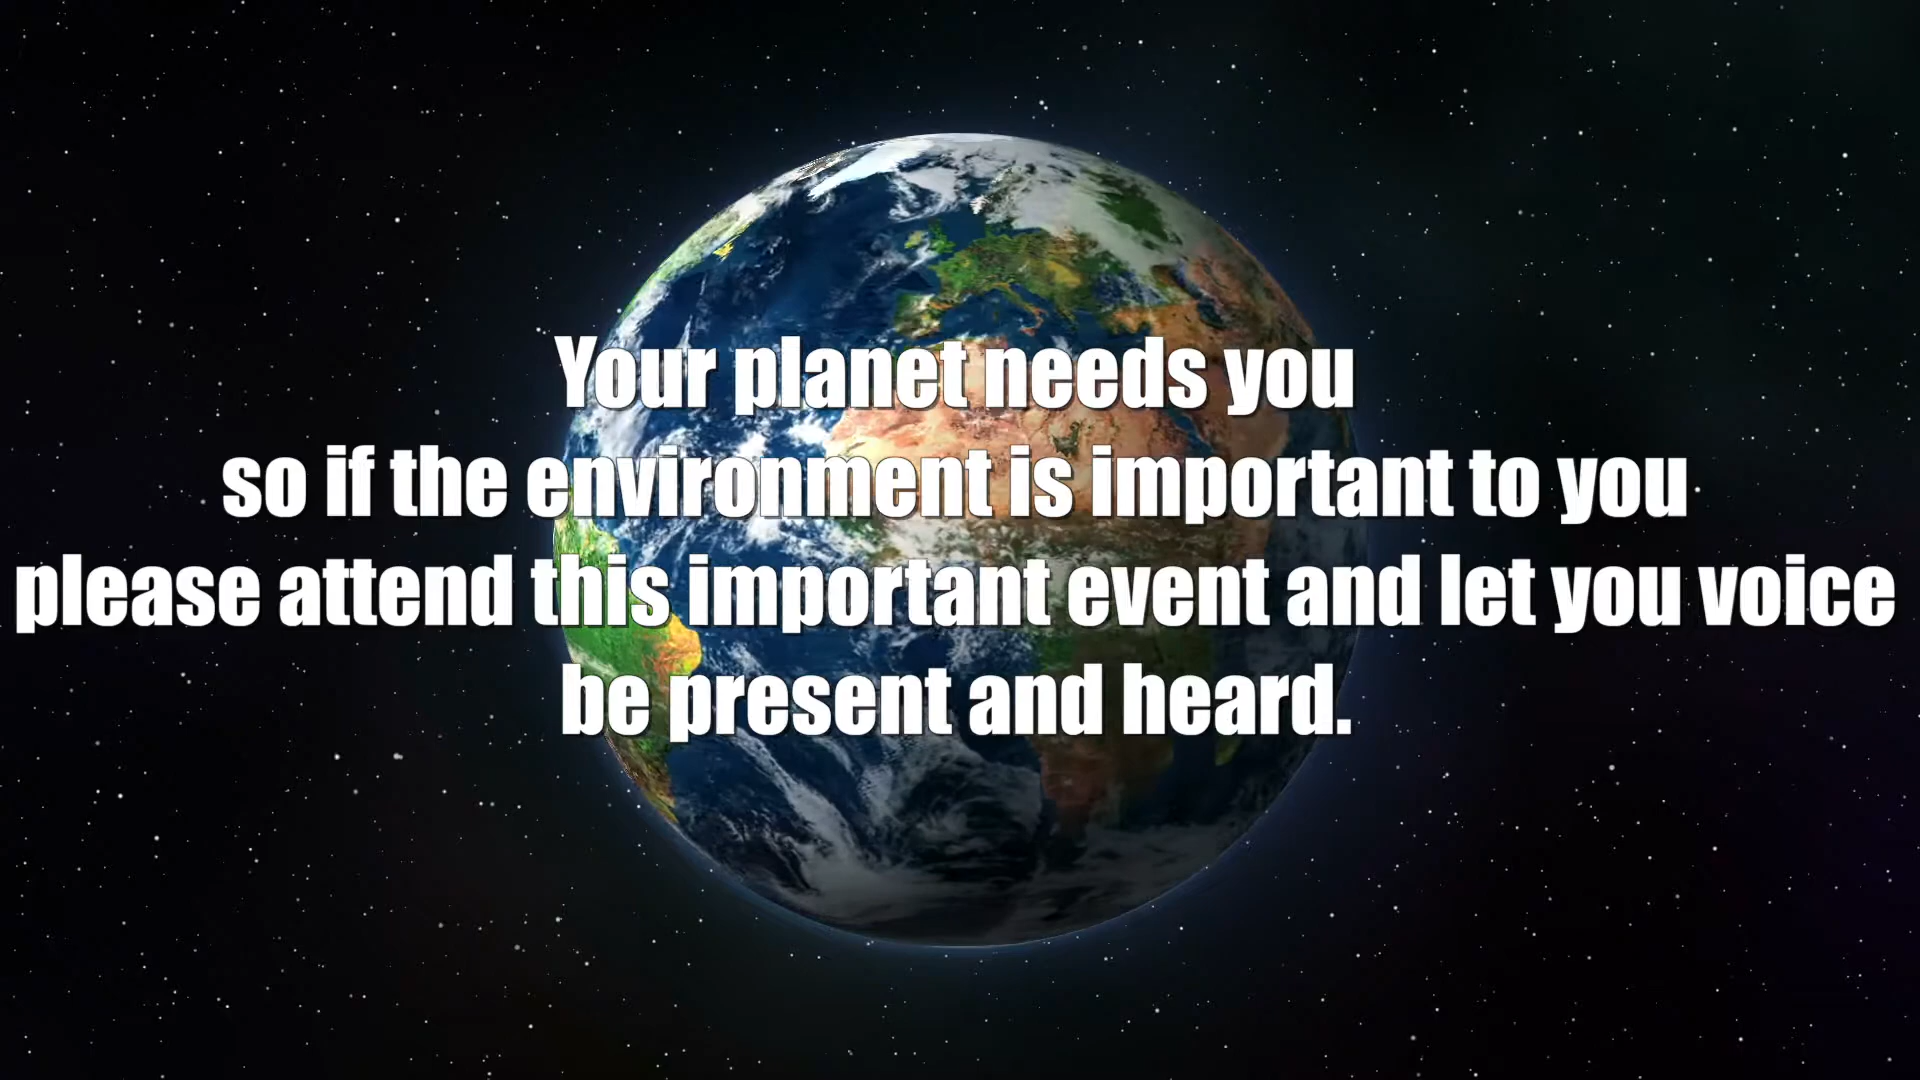 Your planet needs you
so if the environment is important to you
please attend this important event and let you voice
be present and heard.